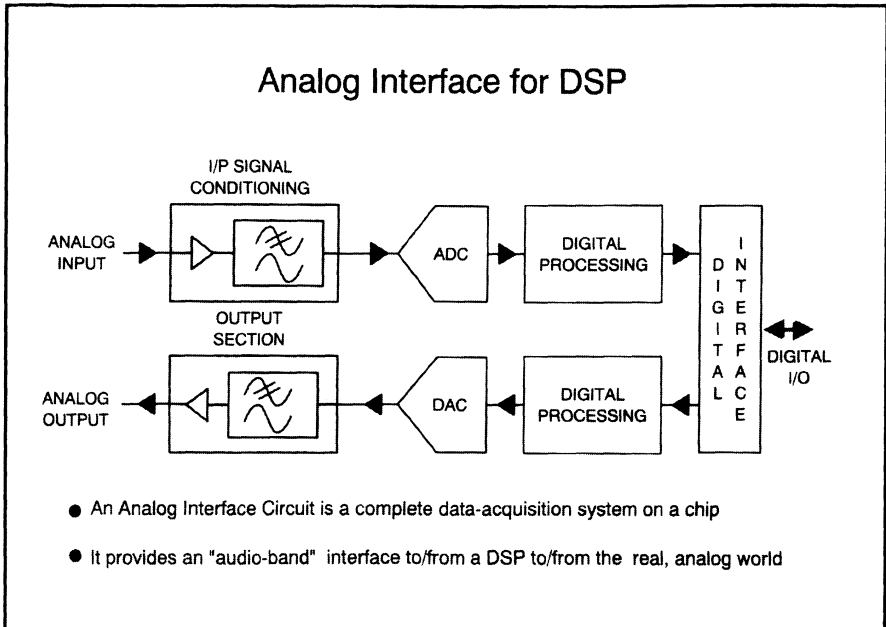 Analog Interface for DSP
I/P SIGNAL
CONDITIONING
ANALOG
INPUT
ADC
DIGITAL
PROCESSING
DIGITAL
INTERFACE
DIGITAL
I/O
OUTPUT
SECTION
ANALOG
OUTPUT
DAC
DIGITAL
PROCESSING
● An Analog Interface Circuit is a complete data-acquisition system on a chip
● It provides an "audio-band" interface to/from a DSP to/from the real, analog world